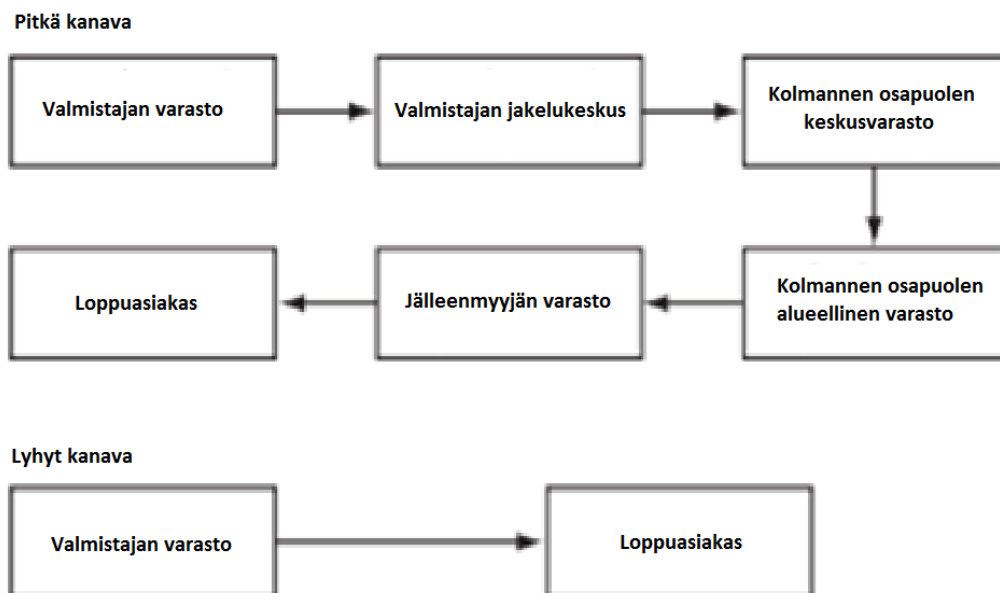 Pitkä kanava
Valmistajan varasto
Valmistajan jakelukeskus
Kolmannen osapuolen
keskusvarasto
Kolmannen osapuolen
alueellinen varasto
Jälleenmyyjän varasto
Loppuasiakas
Lyhyt kanava
Valmistajan varasto
Loppuasiakas